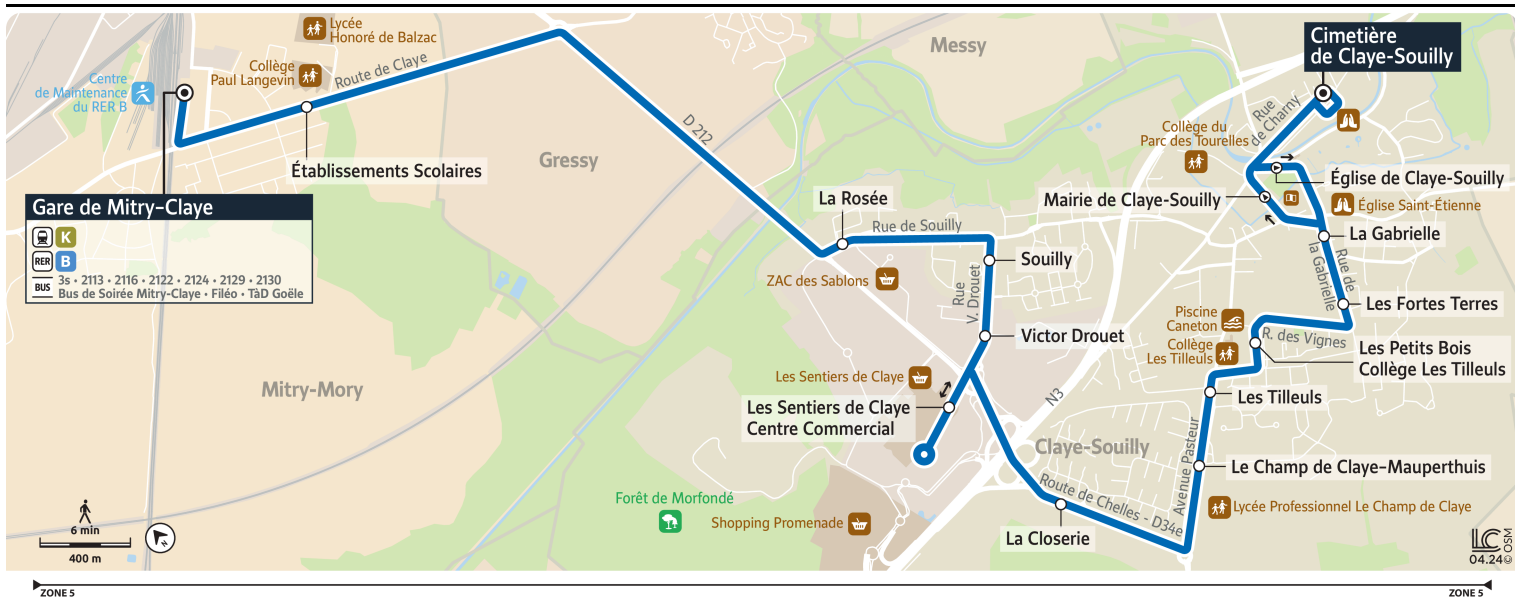 Lycée
Honoré de Balzac
Collège
Paul Langevin
Route de Claye
Centre
de Maintenance
du RER B
Établissements Scolaires
Gare de Mitry-Claye
K
RER
B
BUS
3s • 2113 • 2116 • 2122 • 2124 • 2129 • 2130
Bus de Soirée Mitry-Claye • Filéo • TàD Goële
Gressy
Messy
D 212
Mitry-Mory
La Rosée
Rue de Souilly
ZAC des Sablons
Souilly
Rue
V. Drouet
Victor Drouet
Les Sentiers de Claye
Les Sentiers de Claye
Centre Commercial
Forêt de Morfondé
Shopping Promenade
N3
Claye-Souilly
Route de Chelles - D34e
La Closerie
Cimetière
de Claye-Souilly
Rue
de Charny
Collège du
Parc des Tourelles
Église de Claye-Souilly
Mairie de Claye-Souilly
Église Saint-Étienne
La Gabrielle
Rue de
la Gabrielle
Les Fortes Terres
Piscine
Caneton
Collège
Les Tilleuls
R. des Vignes
Les Petits Bois
Collège Les Tilleuls
Les Tilleuls
Avenue Pasteur
Le Champ de Claye-Mauperthuis
Lycée Professionnel Le Champ de Claye
6 min
400 m
N
LC
04.24 © OSM
ZONE 5
ZONE 5